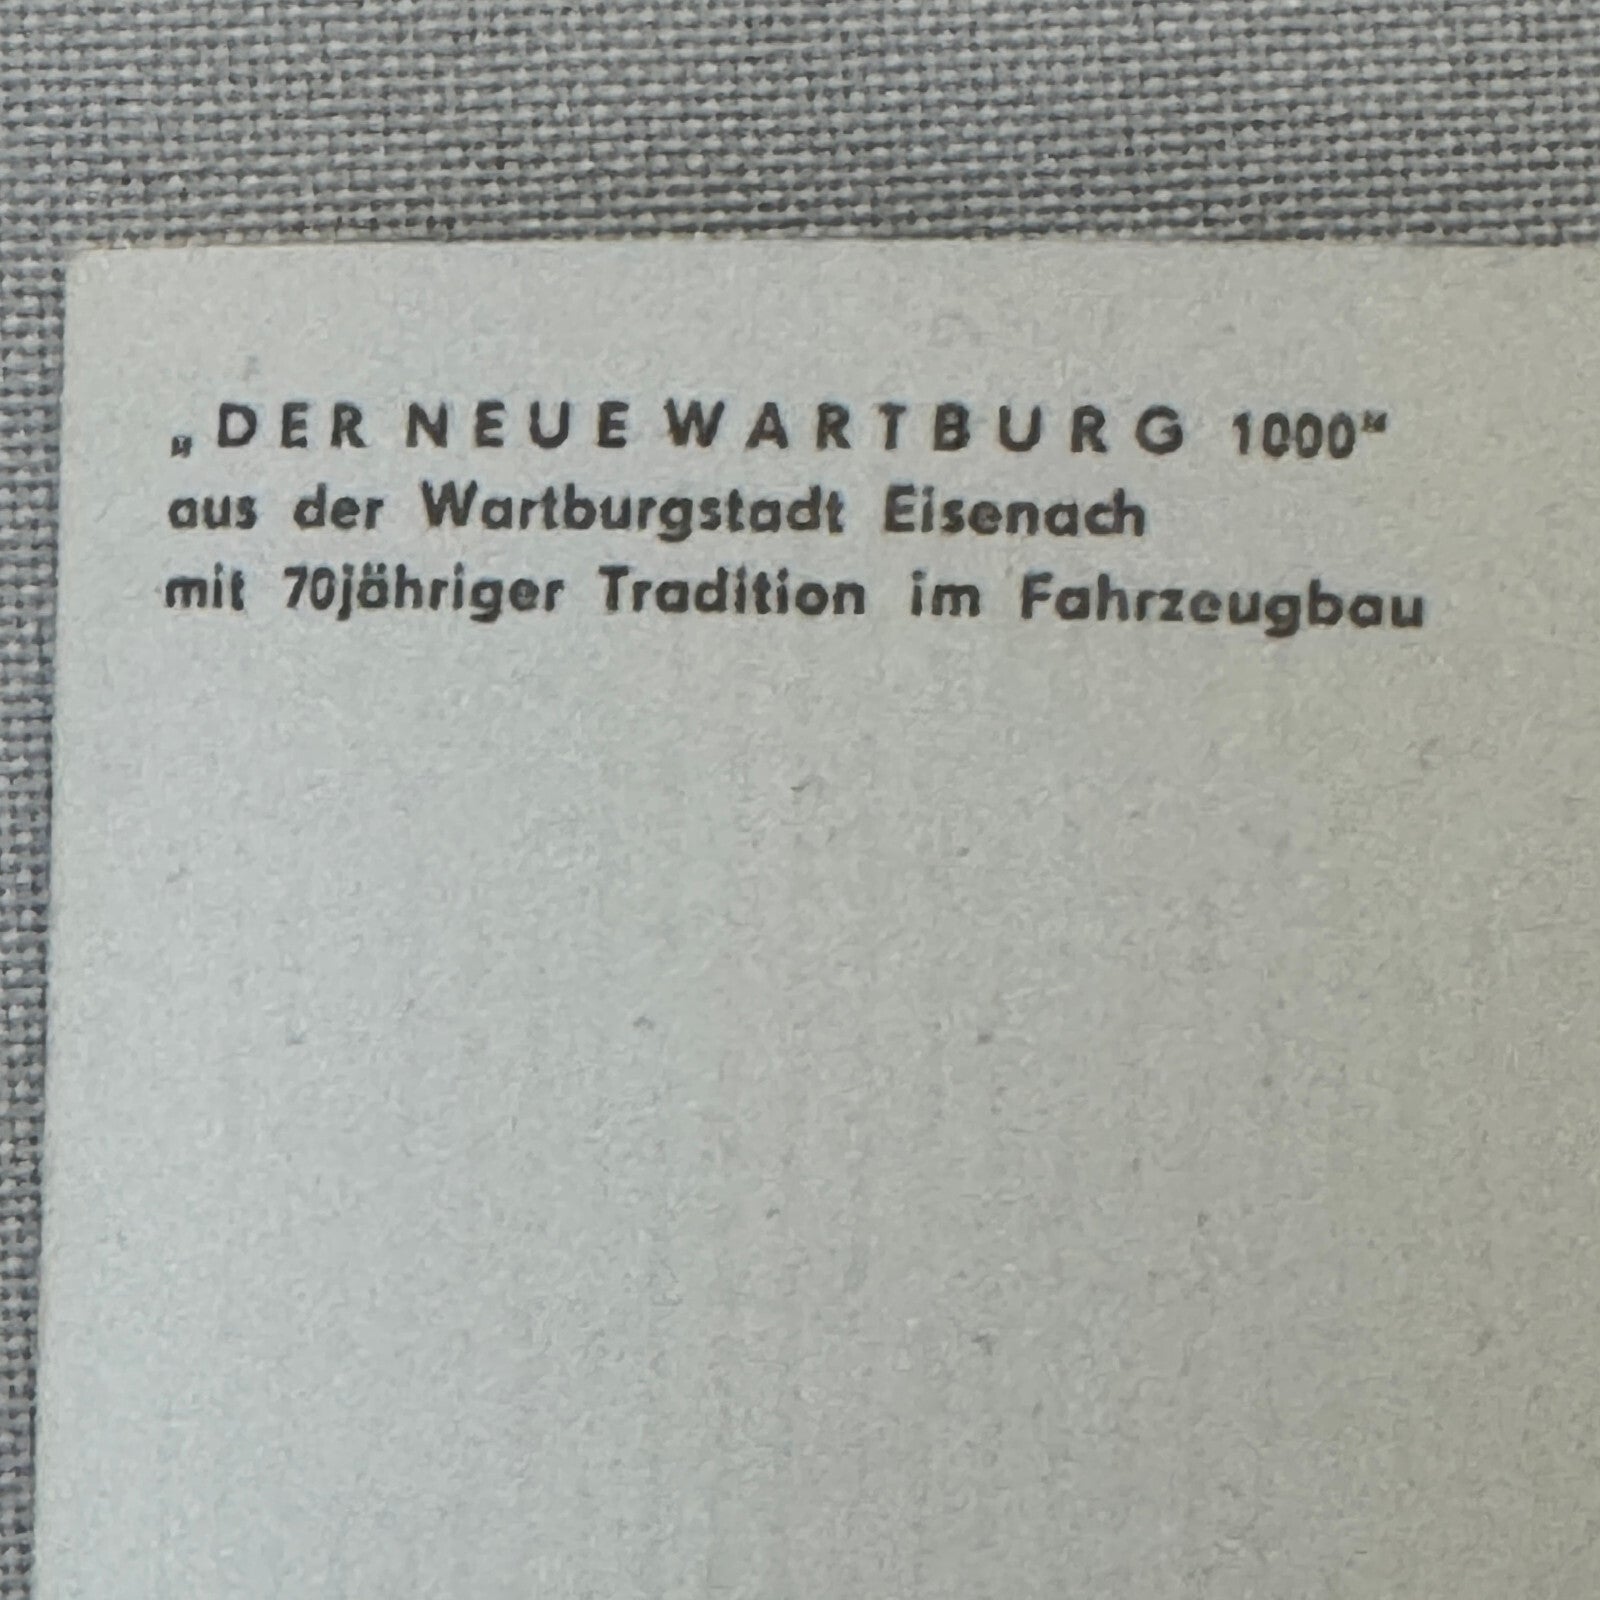 „DER NEUE WARTBURG 1000“
aus der Wartburgstadt Eisenach
mit 70jähriger Tradition im Fahrzeugbau